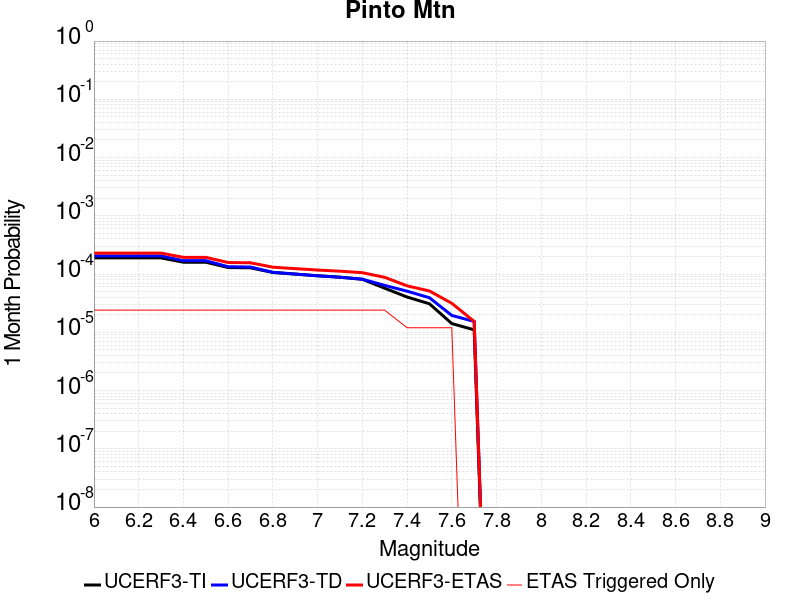 Pinto Mtn
10^0
10^-1
10^-2
10^-3
10^-4
10^-5
10^-6
10^-7
10^-8
1 Month Probability
6 6.2 6.4 6.6 6.8 7 7.2 7.4 7.6 7.8 8 8.2 8.4 8.6 8.8 9
Magnitude
UCERF3-TI UCERF3-TD UCERF3-ETAS ETAS Triggered Only